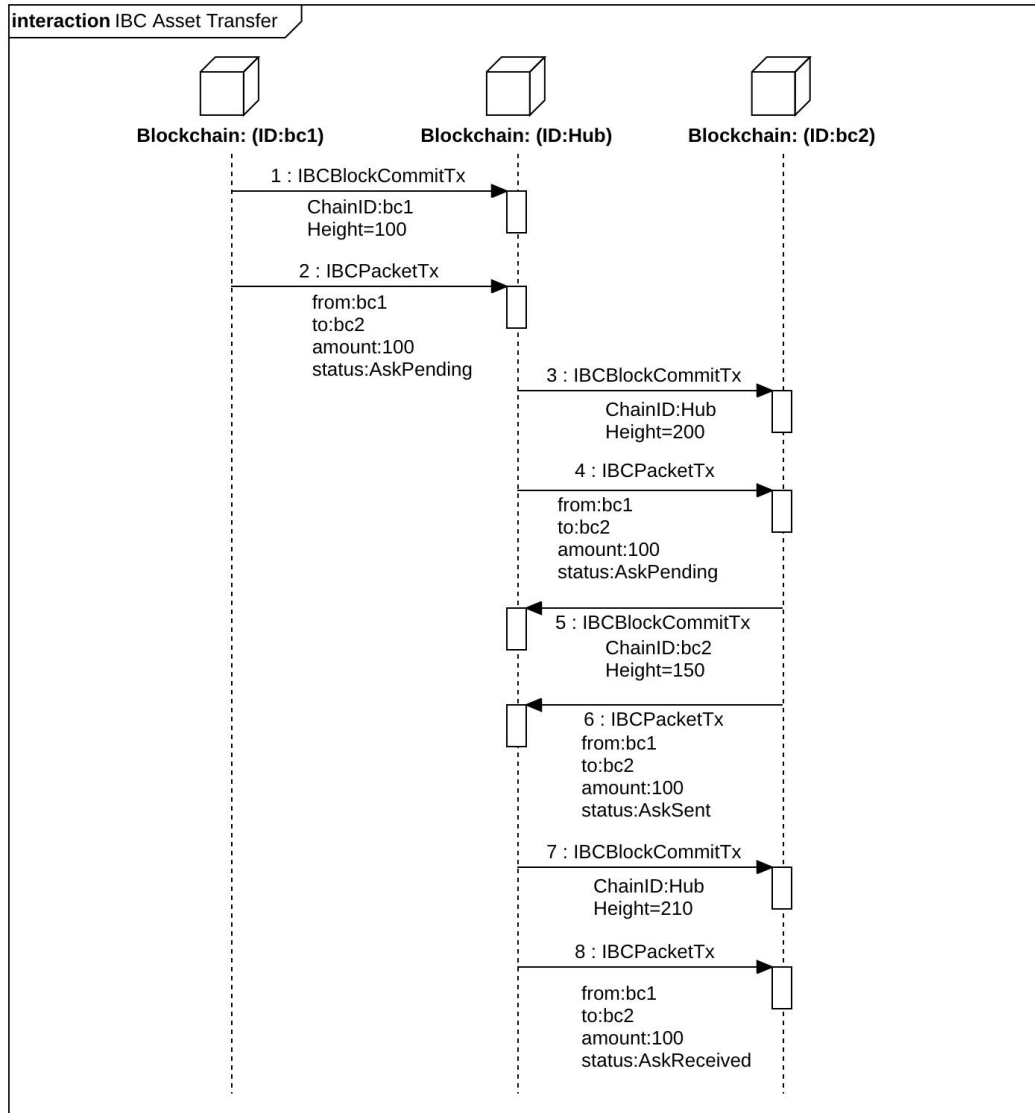 interaction IBC Asset Transfer
Blockchain: (ID:bc1)
Blockchain: (ID:Hub)
Blockchain: (ID:bc2)
1 : IBCBlockCommitTx
ChainID:bc1
Height=100
2 : IBCPacketTx
from:bc1
to:bc2
amount:100
status:AskPending
3 : IBCBlockCommitTx
ChainID:Hub
Height=200
4 : IBCPacketTx
from:bc1
to:bc2
amount:100
status:AskPending
5 : IBCBlockCommitTx
ChainID:bc2
Height=150
6 : IBCPacketTx
from:bc1
to:bc2
amount:100
status:AskSent
7 : IBCBlockCommitTx
ChainID:Hub
Height=210
8 : IBCPacketTx
from:bc1
to:bc2
amount:100
status:AskReceived